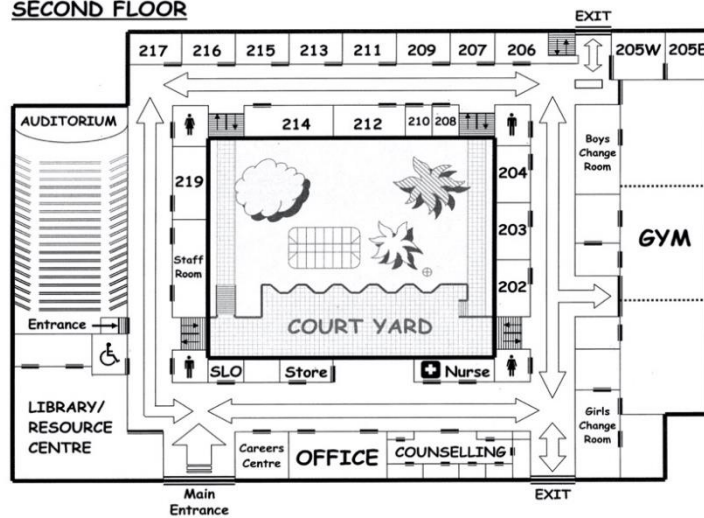 SECOND FLOOR
EXIT
217 216 215 213 211 209 207 206 205W 205E
AUDITORIUM
214 212 210 208
Boys
Change
Room
219 204
GYM
203
Staff
Room
202
Entrance
COURT YARD
SLO Store Nurse
LIBRARY/
RESOURCE
CENTRE
Girls
Change
Room
Careers
Centre
OFFICE
COUNSELLING
Main
Entrance
EXIT